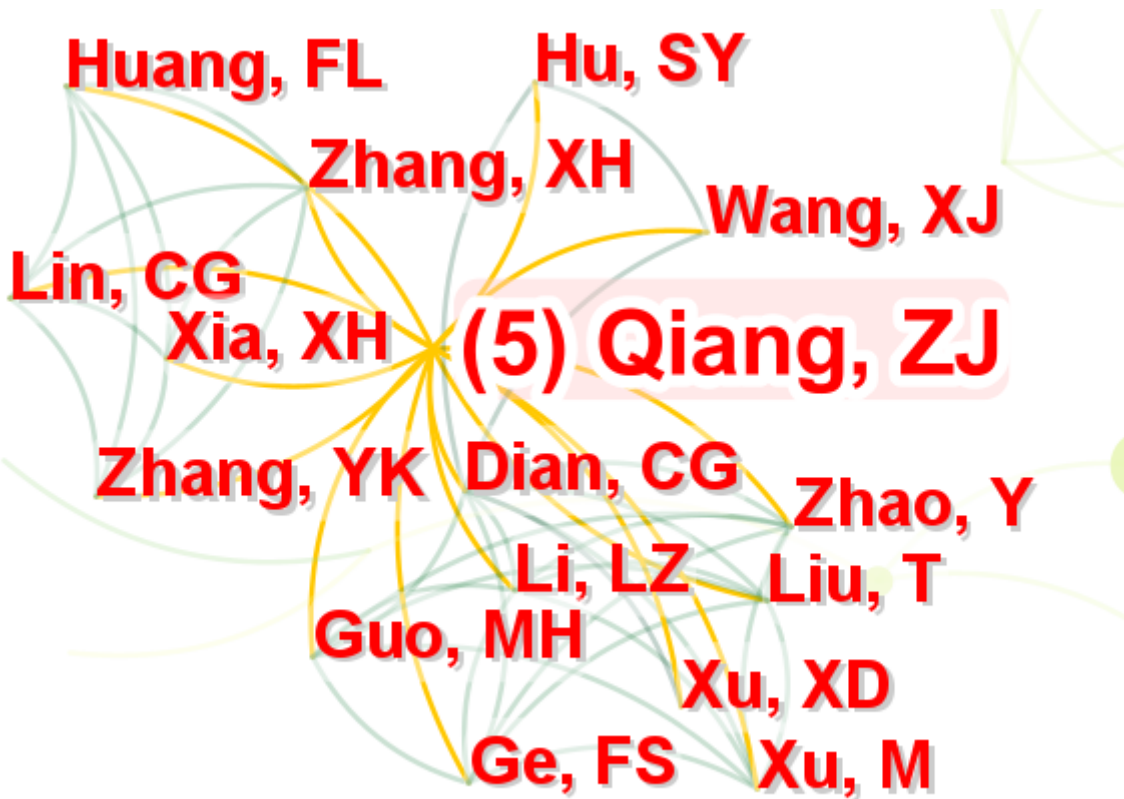 Huang, FL
Hu, SY
Zhang, XH
Wang, XJ
Lin, CG
Xia, XH
(5) Qiang, ZJ
Zhang, YK
Dian, CG
Zhao, Y
Li, LZ
Liu, T
Guo, MH
Xu, XD
Ge, FS
Xu, M